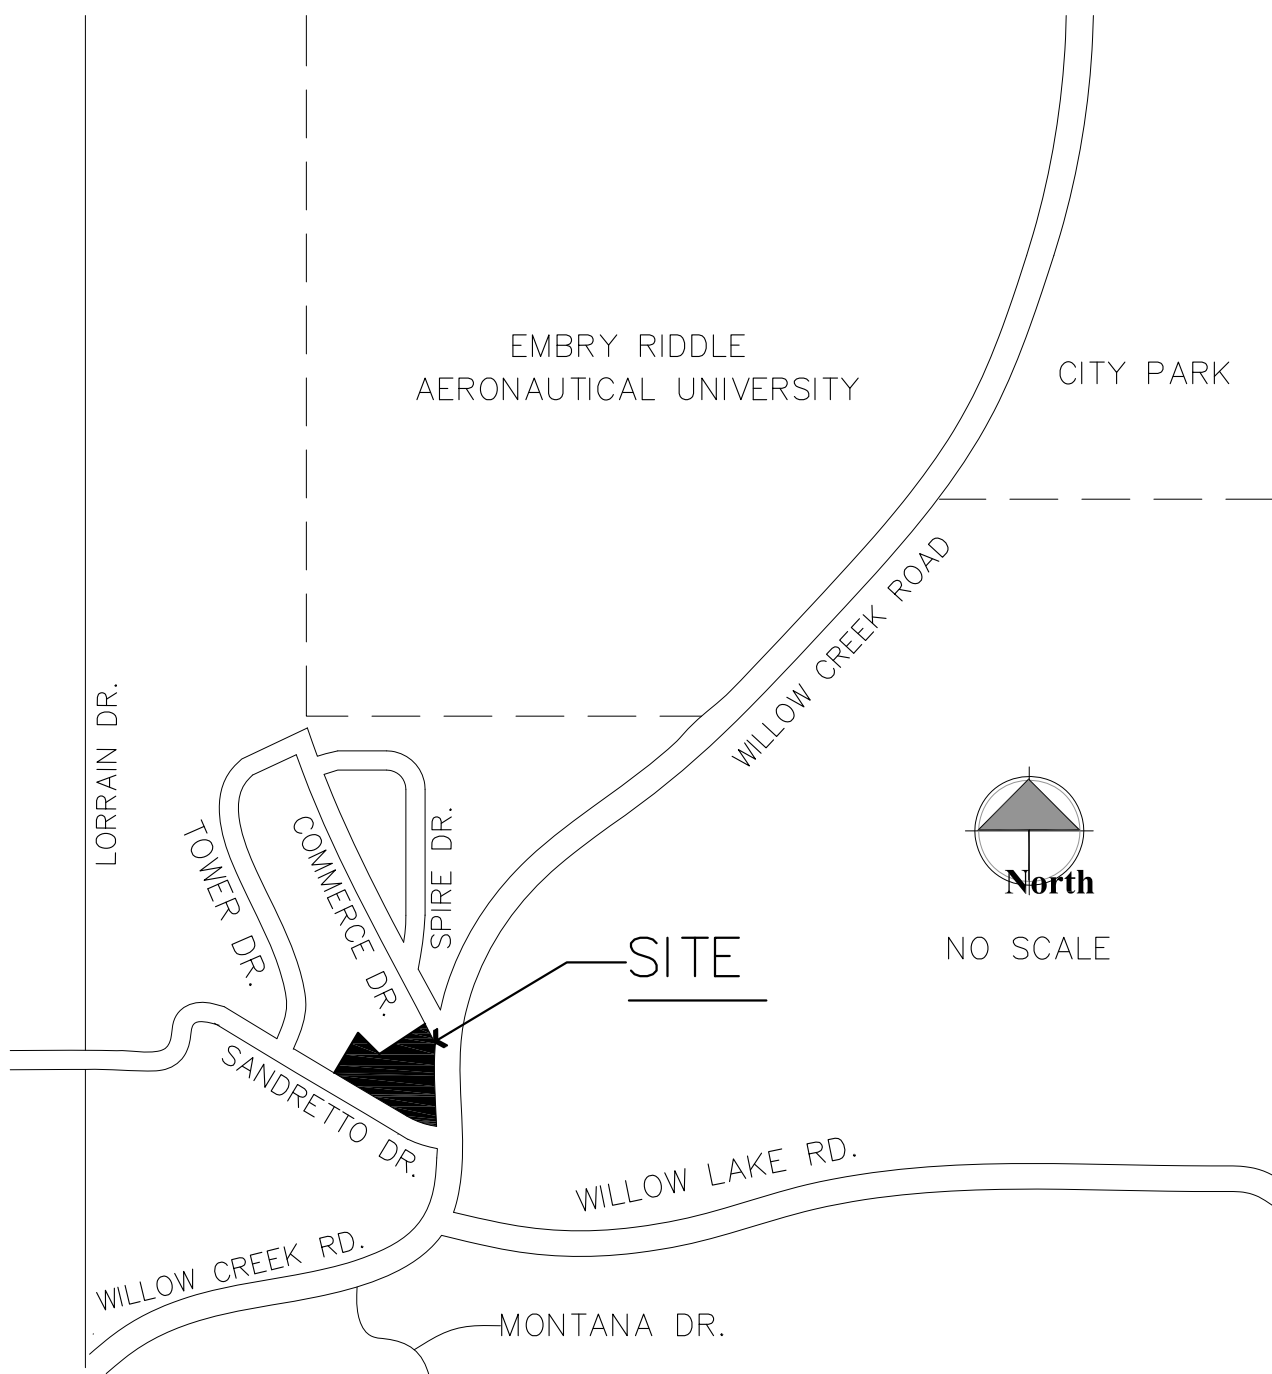 EMBRY RIDDLE
AERONAUTICAL UNIVERSITY
CITY PARK
WILLOW CREEK ROAD
LORRAIN DR.
TOWER DR.
COMMERCE DR.
SPIRE DR.
North
NO SCALE
SITE
SANDRETTO DR.
WILLOW LAKE RD.
WILLOW CREEK RD.
MONTANA DR.